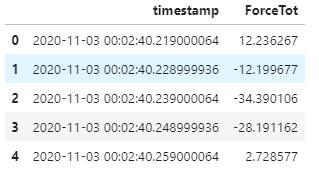 timestamp ForceTot
0 2020-11-03 00:02:40.219000064 12.236267
1 2020-11-03 00:02:40.228999936 -12.199677
2 2020-11-03 00:02:40.239000064 -34.390106
3 2020-11-03 00:02:40.248999936 -28.191162
4 2020-11-03 00:02:40.259000064 2.728577